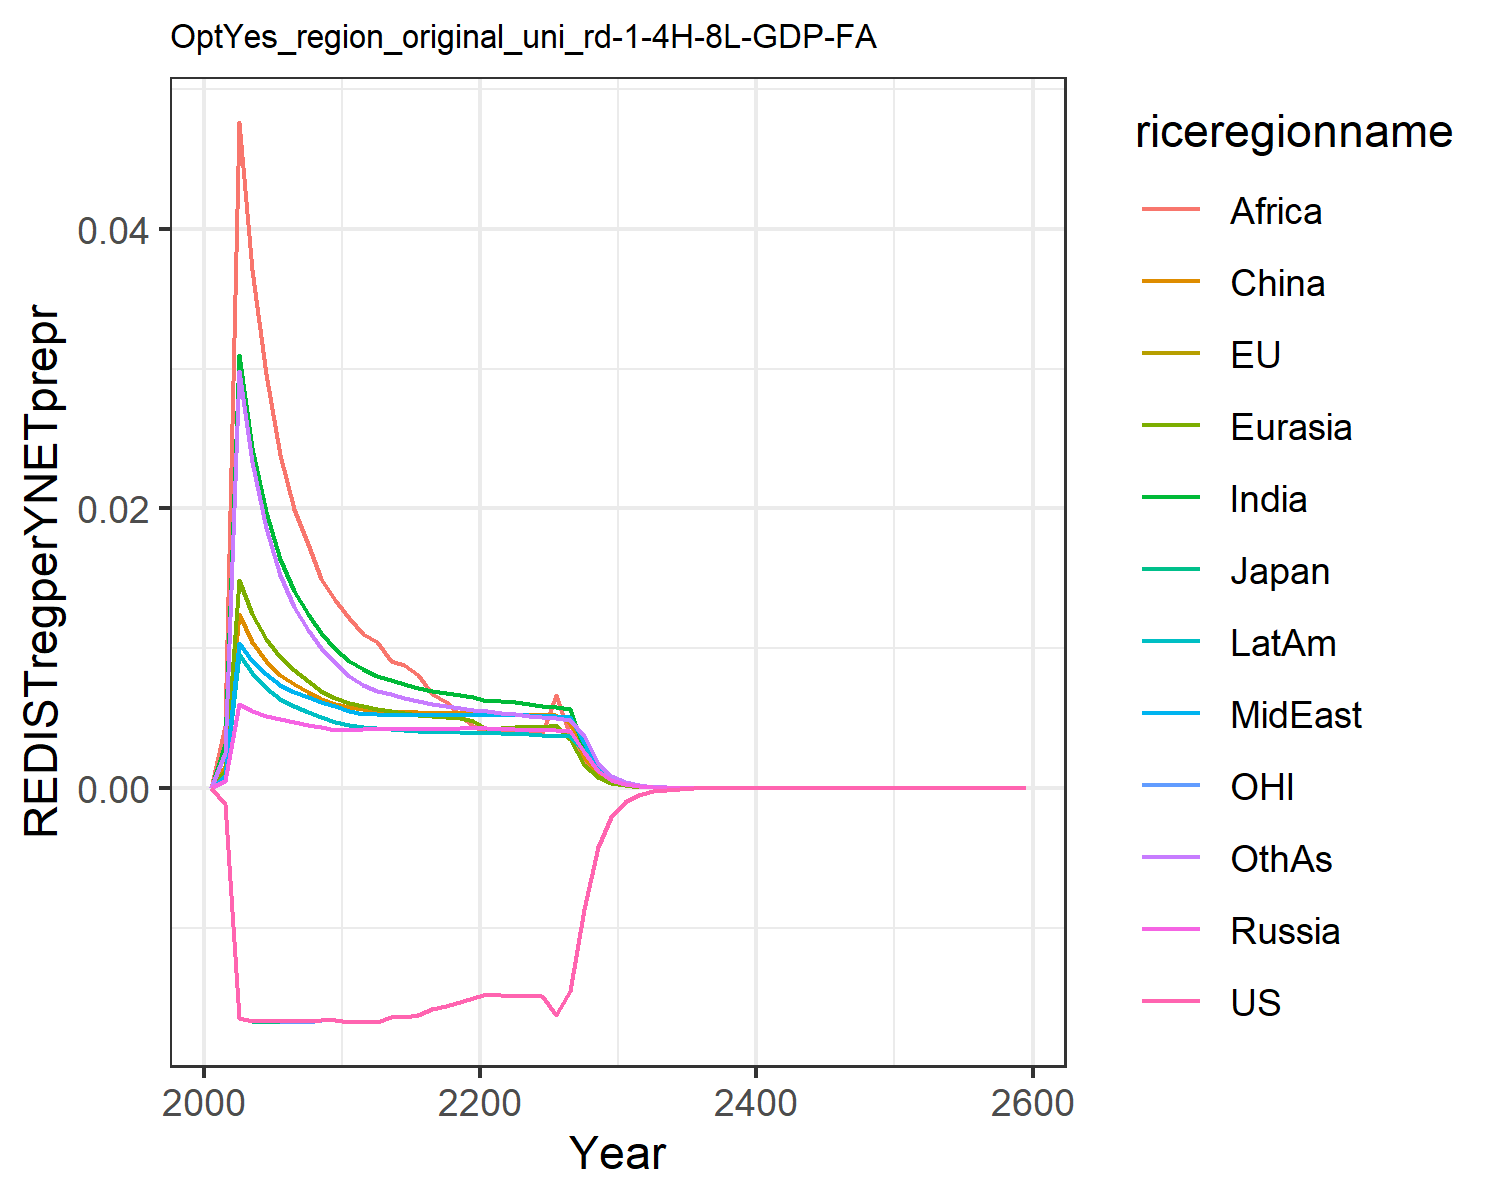 OptYes_region_original_uni_rd-1-4H-8L-GDP-FA
REDISTregperYNETprepr
0.04
0.02
0.00
2000
2200
2400
2600
Year
riceregionname
Africa
China
EU
Eurasia
India
Japan
LatAm
MidEast
OHI
OthAs
Russia
US